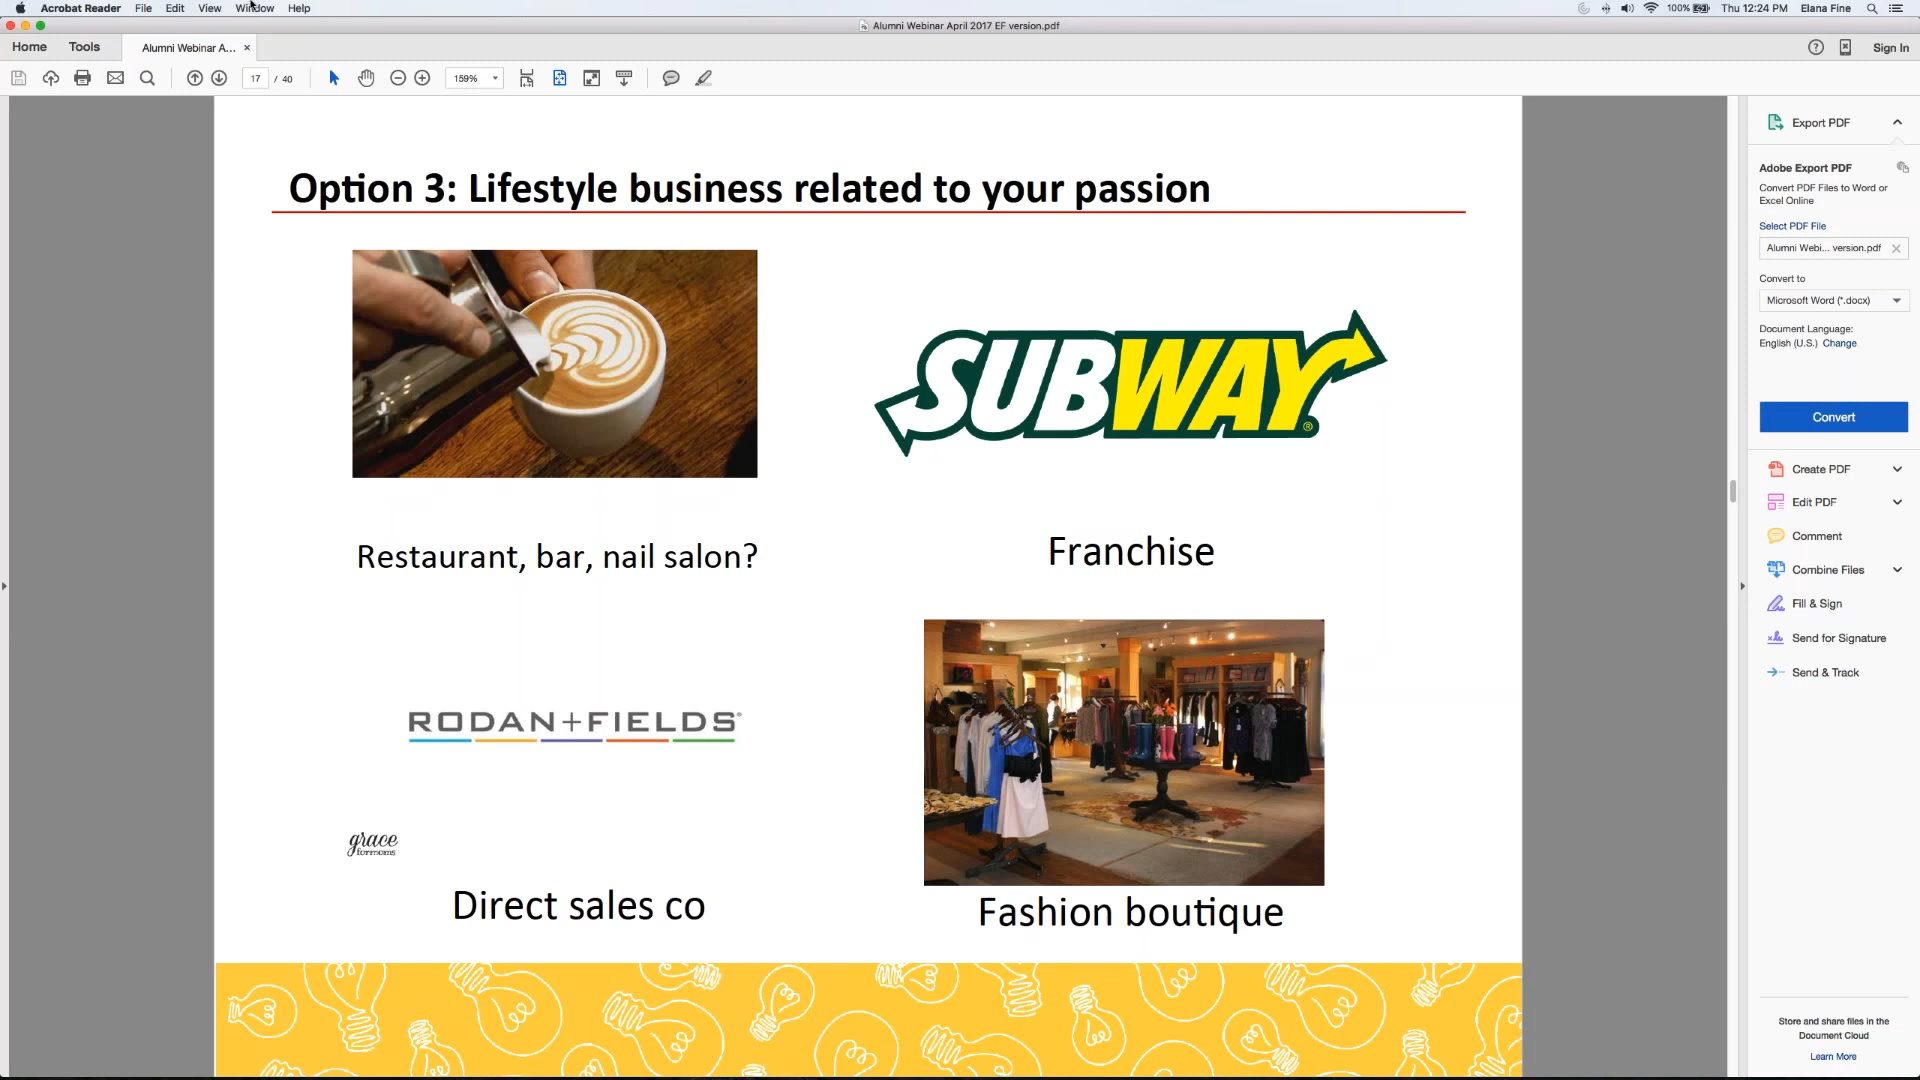 Acrobat Reader File Edit View Window Help
100% Thu 12:24 PM Elana Fine
Alumni Webinar April 2017 EF version.pdf
Home Tools Alumni Webinar A... × Sign In
17 / 40 159%
Option 3: Lifestyle business related to your passion
SUBWAY®
Restaurant, bar, nail salon?
Franchise
RODAN+FIELDS®
grace
formoms
Direct sales co
Fashion boutique
Export PDF
Adobe Export PDF
Convert PDF Files to Word or
Excel Online
Select PDF File
Alumni Webi... version.pdf
Convert to
Microsoft Word (*.docx)
Document Language:
English (U.S.) Change
Convert
Create PDF
Edit PDF
Comment
Combine Files
Fill & Sign
Send for Signature
Send & Track
Store and share files in the
Document Cloud
Learn More